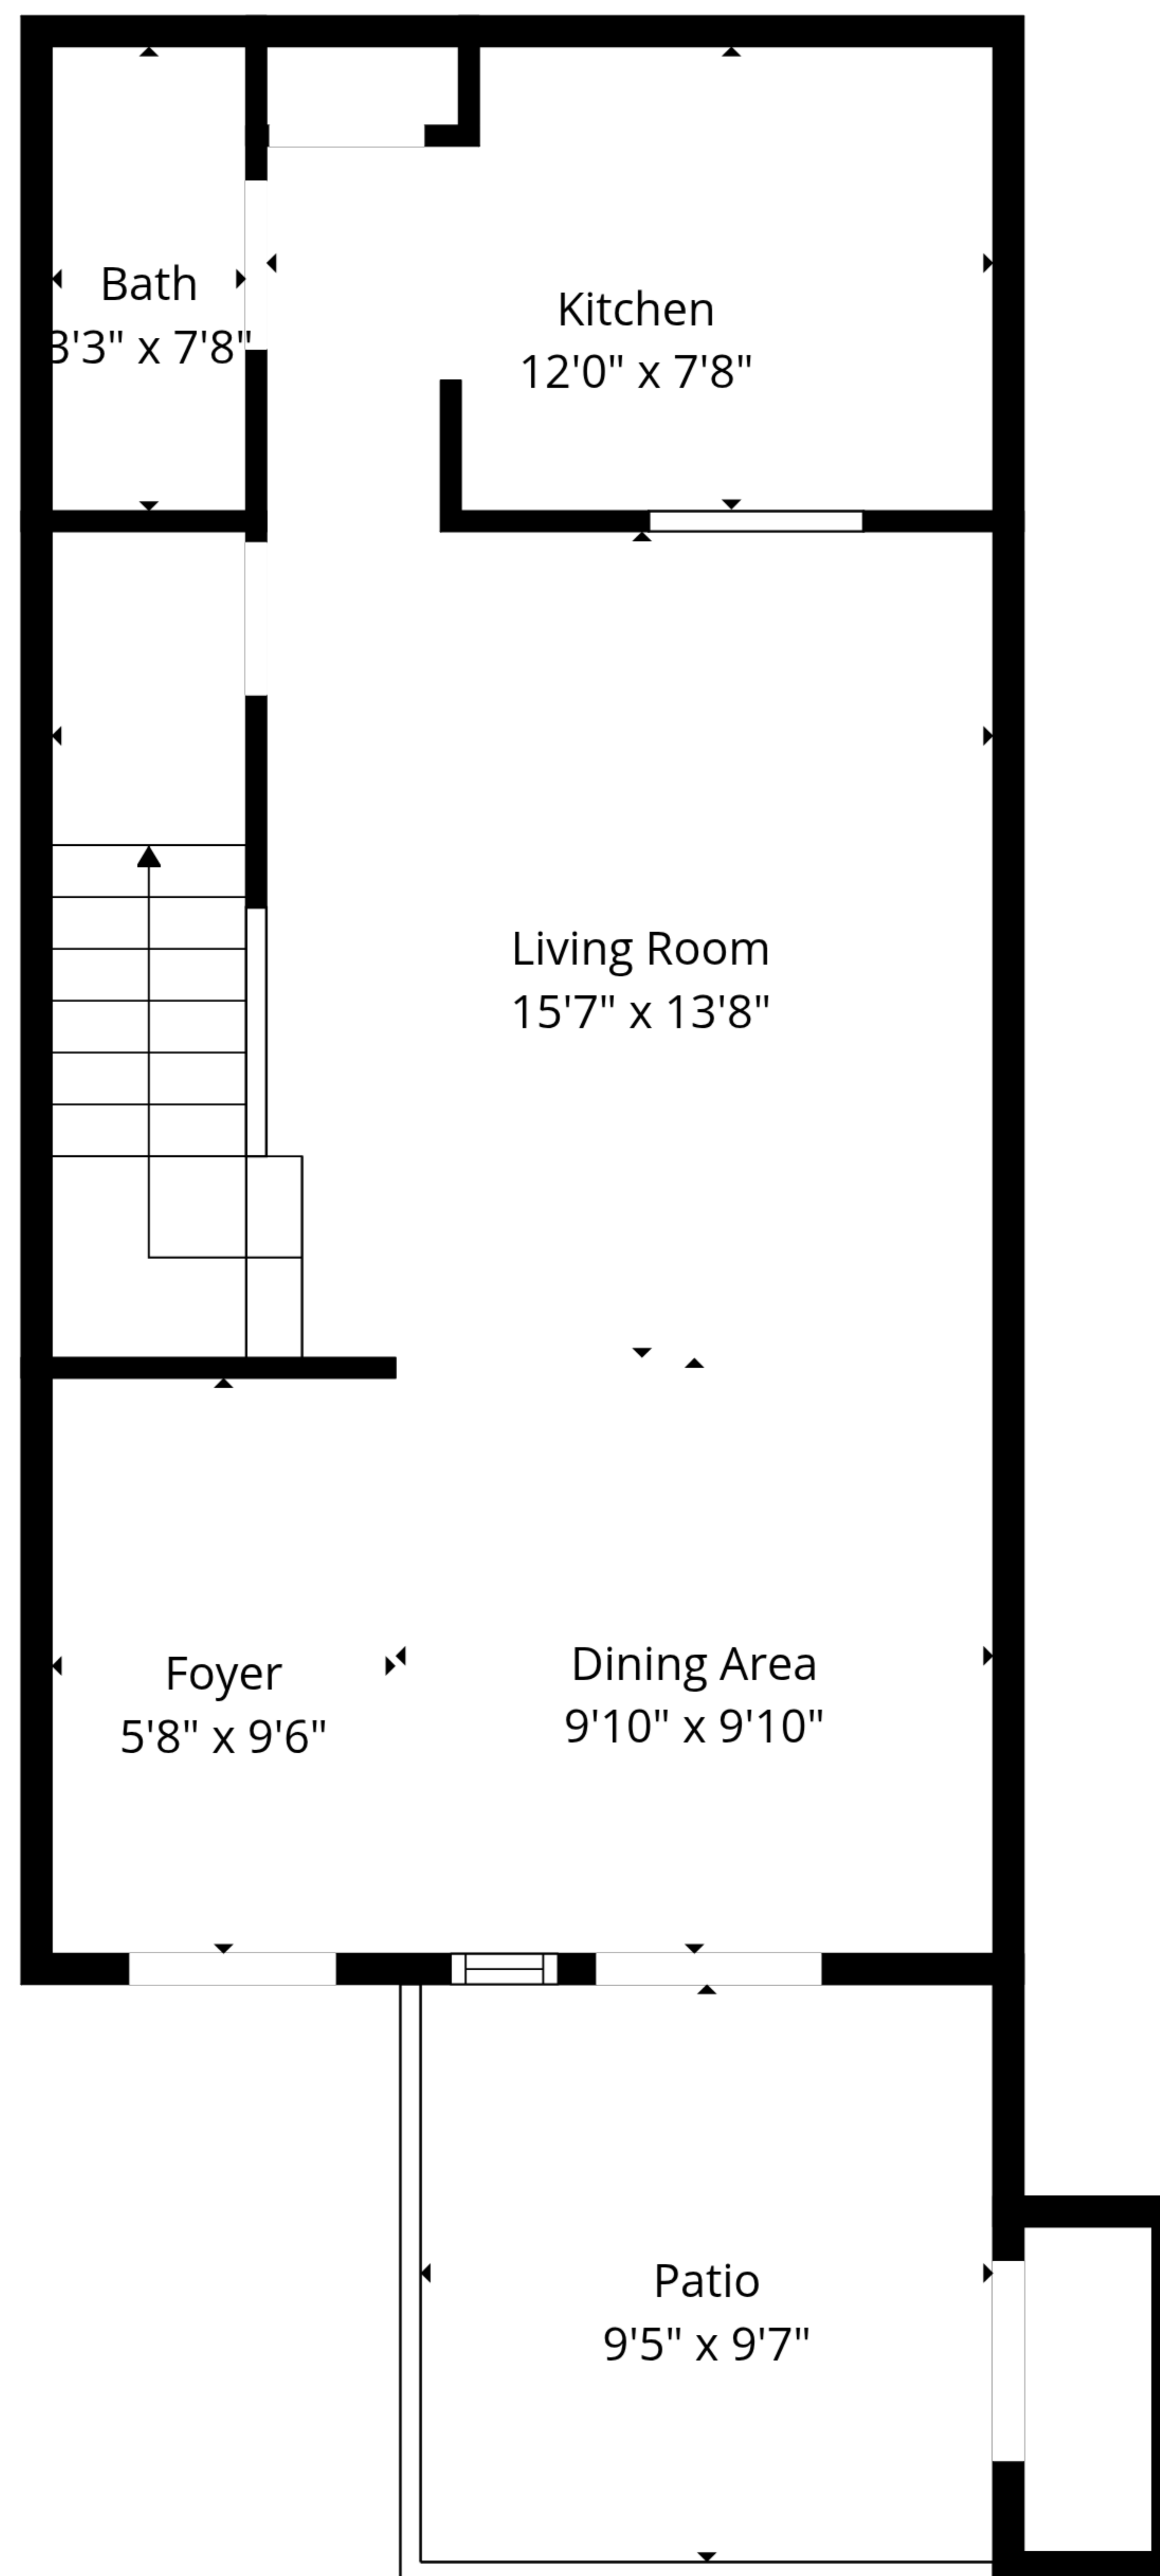 Bath
3'3" x 7'8"
Kitchen
12'0" x 7'8"
Living Room
15'7" x 13'8"
Foyer
5'8" x 9'6"
Dining Area
9'10" x 9'10"
Patio
9'5" x 9'7"